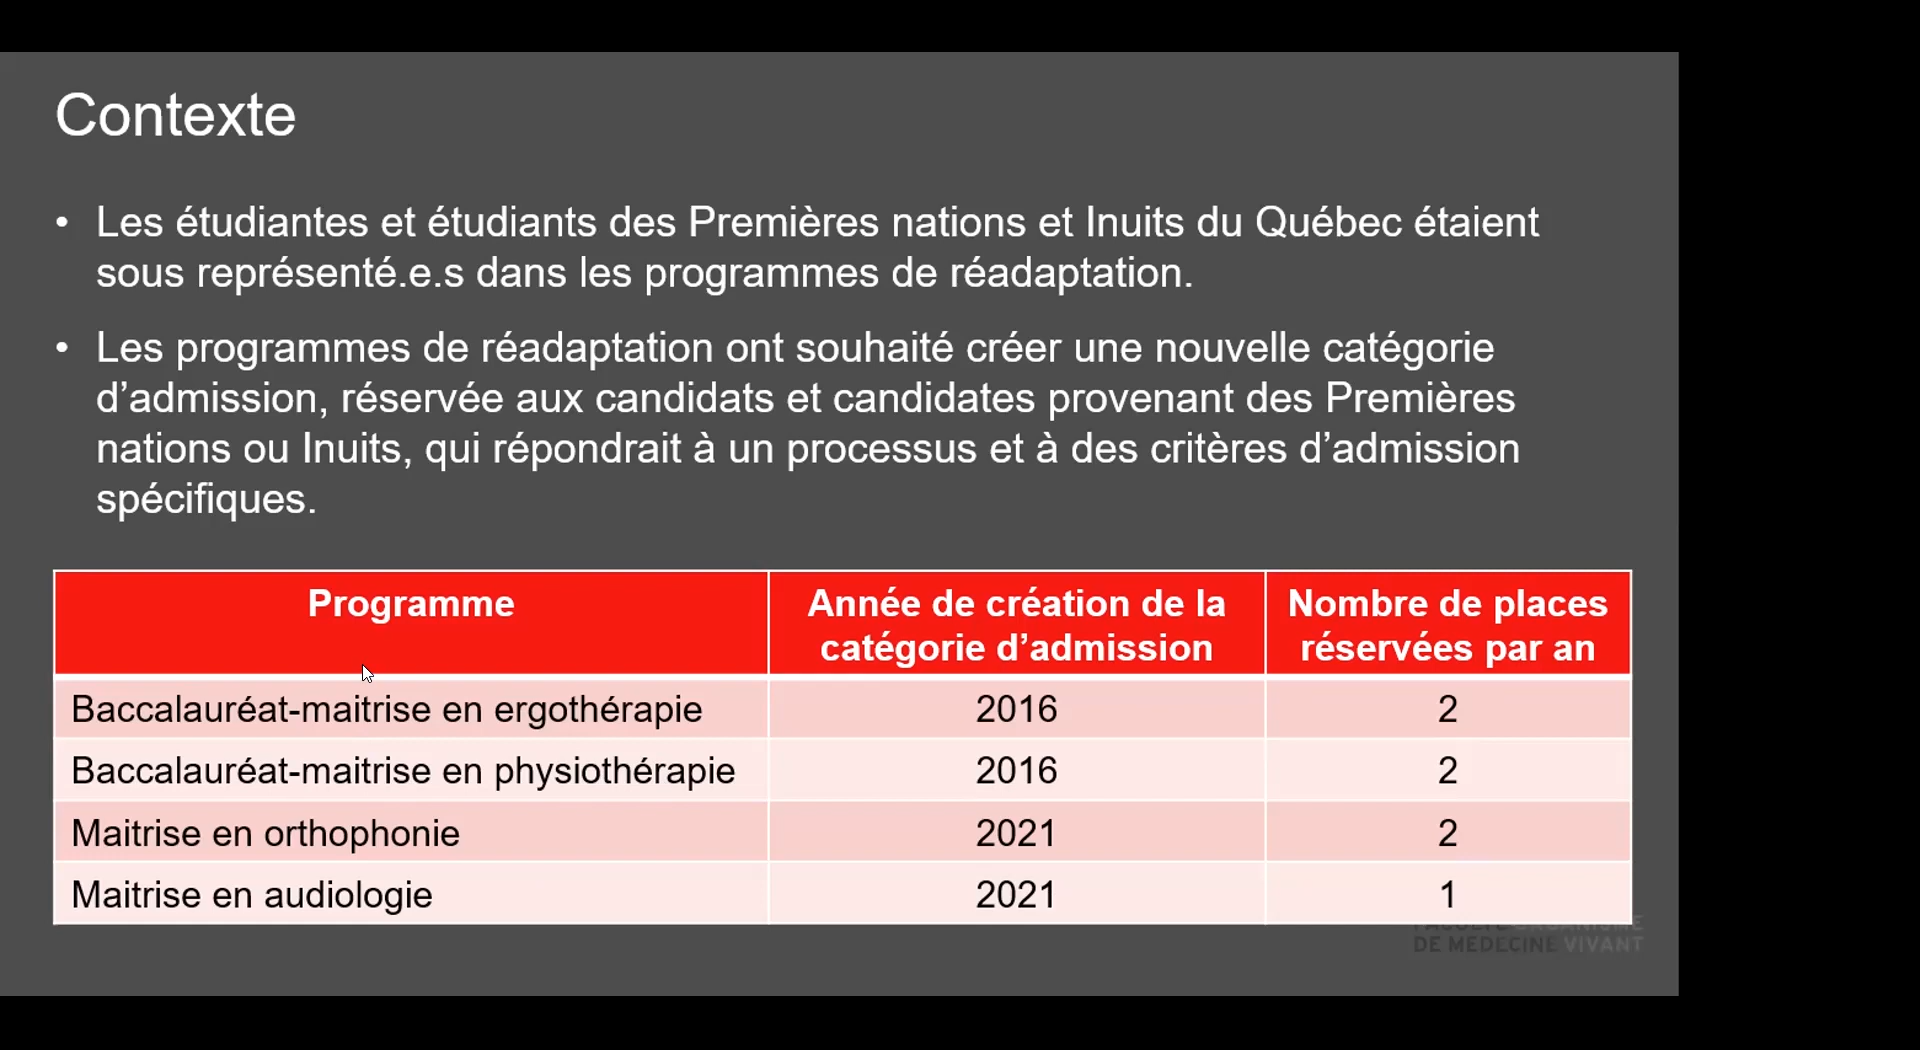 Contexte
• Les étudiantes et étudiants des Premières nations et Inuits du Québec étaient
sous représenté.e.s dans les programmes de réadaptation.
• Les programmes de réadaptation ont souhaité créer une nouvelle catégorie
d’admission, réservée aux candidats et candidates provenant des Premières
nations ou Inuits, qui répondrait à un processus et à des critères d’admission
spécifiques.
Programme
Année de création de la
catégorie d’admission
Nombre de places
réservées par an
Baccalauréat-maitrise en ergothérapie 2016 2
Baccalauréat-maitrise en physiothérapie 2016 2
Maitrise en orthophonie 2021 2
Maitrise en audiologie 2021 1
DE MEDECINE VIVANT